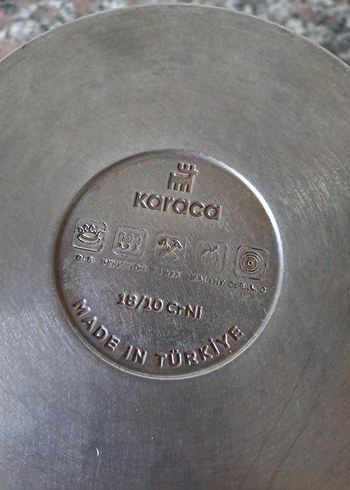 karaca
18/10 CrNi
MADE IN TÜRKİYE